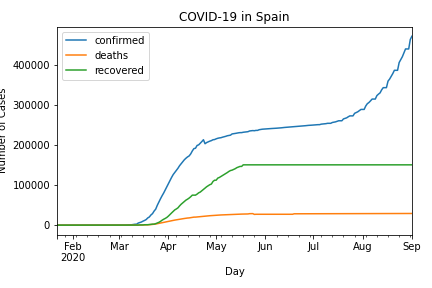 COVID-19 in Spain
confirmed
deaths
recovered
Number of Cases
400000
300000
200000
100000
0
Feb Mar Apr May Jun Jul Aug Sep
2020
Day